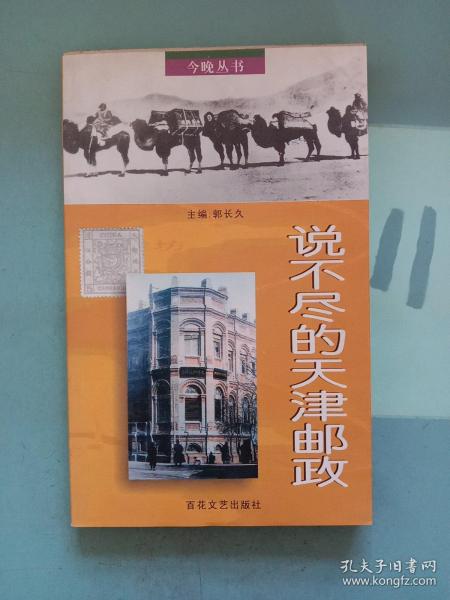 今晚丛书
主编 郭长久
CHINA
说不尽的天津邮政
百花文艺出版社
孔夫子旧书网
www.kongfz.com